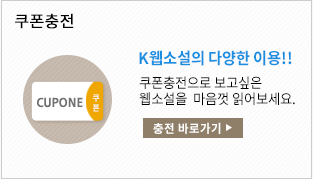 쿠폰충전
K웹소설의 다양한 이용!!
쿠폰충전으로 보고싶은
웹소설을 마음껏 읽어보세요.
CUPONE
쿠폰
충전 바로가기 ▶